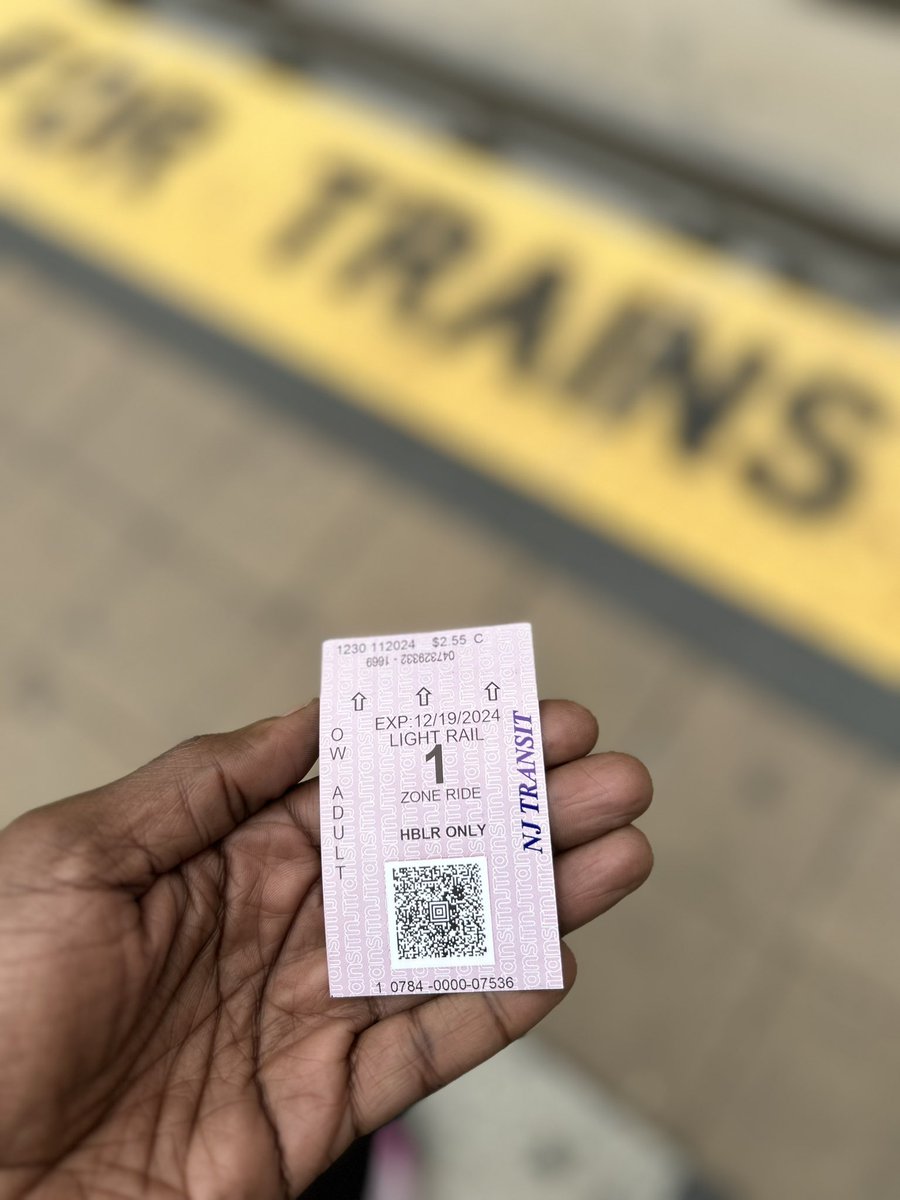 TRAINS
1230 112024 $2.55 C
047329332 - 1669
EXP:12/19/2024
LIGHT RAIL
1
ZONE RIDE
HBLR ONLY
OW ADULT
NJ TRANSIT
1 0784 -0000-07536